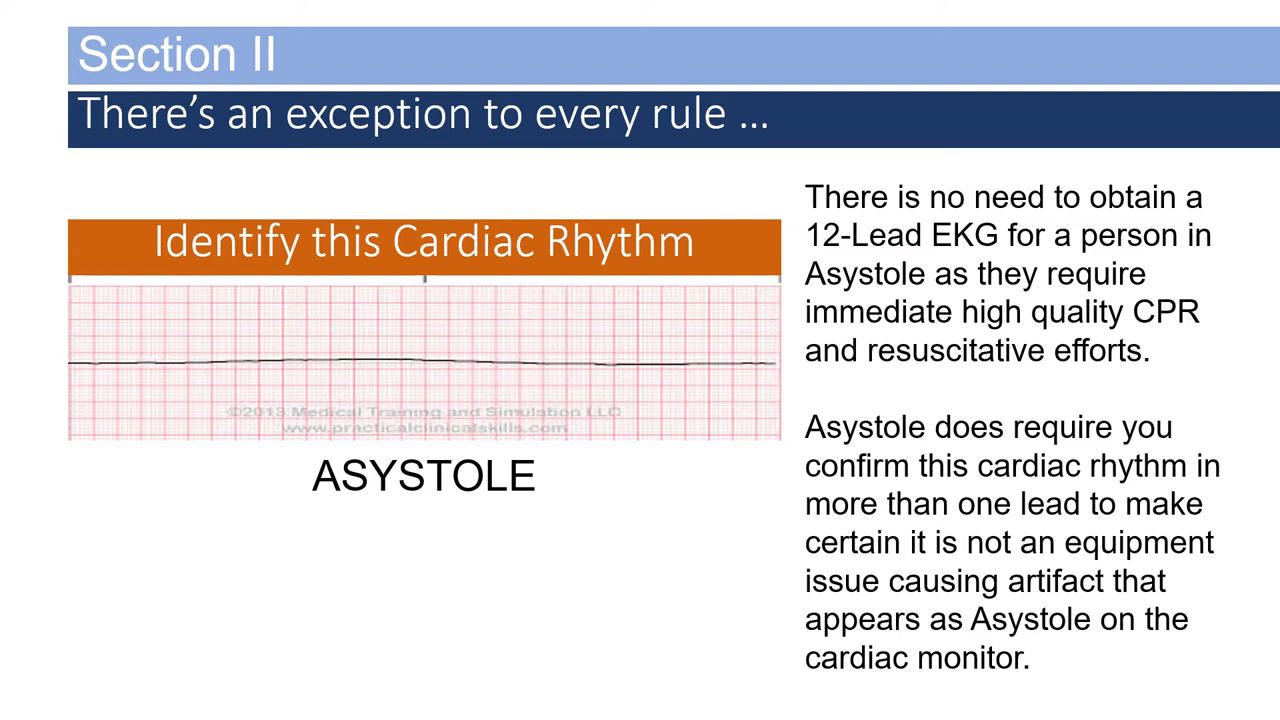 Section II
There's an exception to every rule …
Identify this Cardiac Rhythm
©2013 Medical Training and Simulation LLC
www.practicalclinicalskills.com
ASYSTOLE
There is no need to obtain a
12-Lead EKG for a person in
Asystole as they require
immediate high quality CPR
and resuscitative efforts.
Asystole does require you
confirm this cardiac rhythm in
more than one lead to make
certain it is not an equipment
issue causing artifact that
appears as Asystole on the
cardiac monitor.